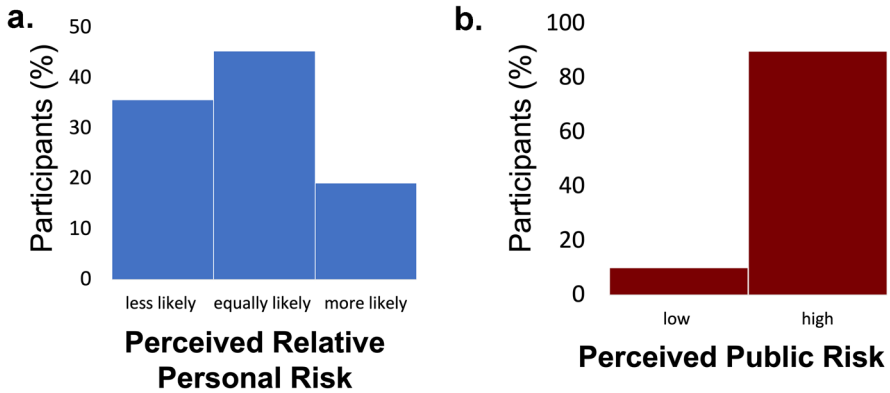 a.
Participants (%)
50
40
30
20
10
0
less likely equally likely more likely
Perceived Relative
Personal Risk
b.
Participants (%)
100
80
60
40
20
0
low high
Perceived Public Risk